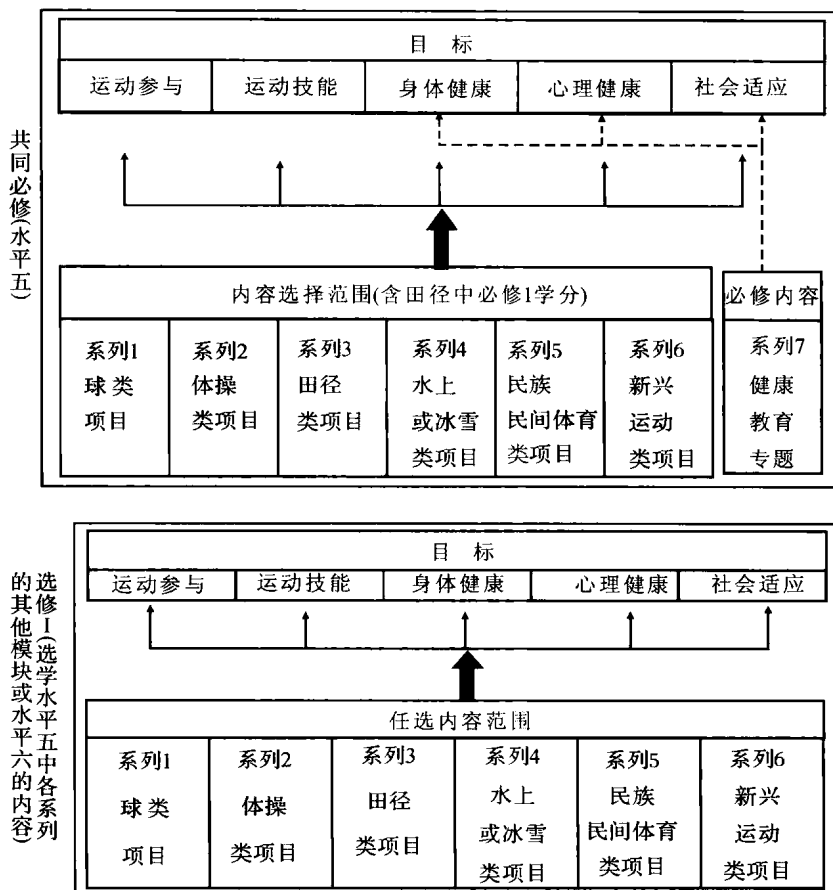 共同必修(水平五)
目 标
运动参与 运动技能 身体健康 心理健康 社会适应
内容选择范围(含田径中必修1学分) 必修内容
系列1 系列2 系列3 系列4 系列5 系列6 系列7
球类 体操 田径 水上 民族 新兴 健康
项目 类项目 类项目 或冰雪 民间体育 运动 教育
类项目 类项目 类项目 专题
选修Ⅰ(选学水平五中各系列
的其他模块或水平六的内容)
目 标
运动参与 运动技能 身体健康 心理健康 社会适应
任选内容范围
系列1 系列2 系列3 系列4 系列5 系列6
球类 体操 田径 水上 民族 新兴
项目 类项目 类项目 或冰雪 民间体育 运动
类项目 类项目 类项目